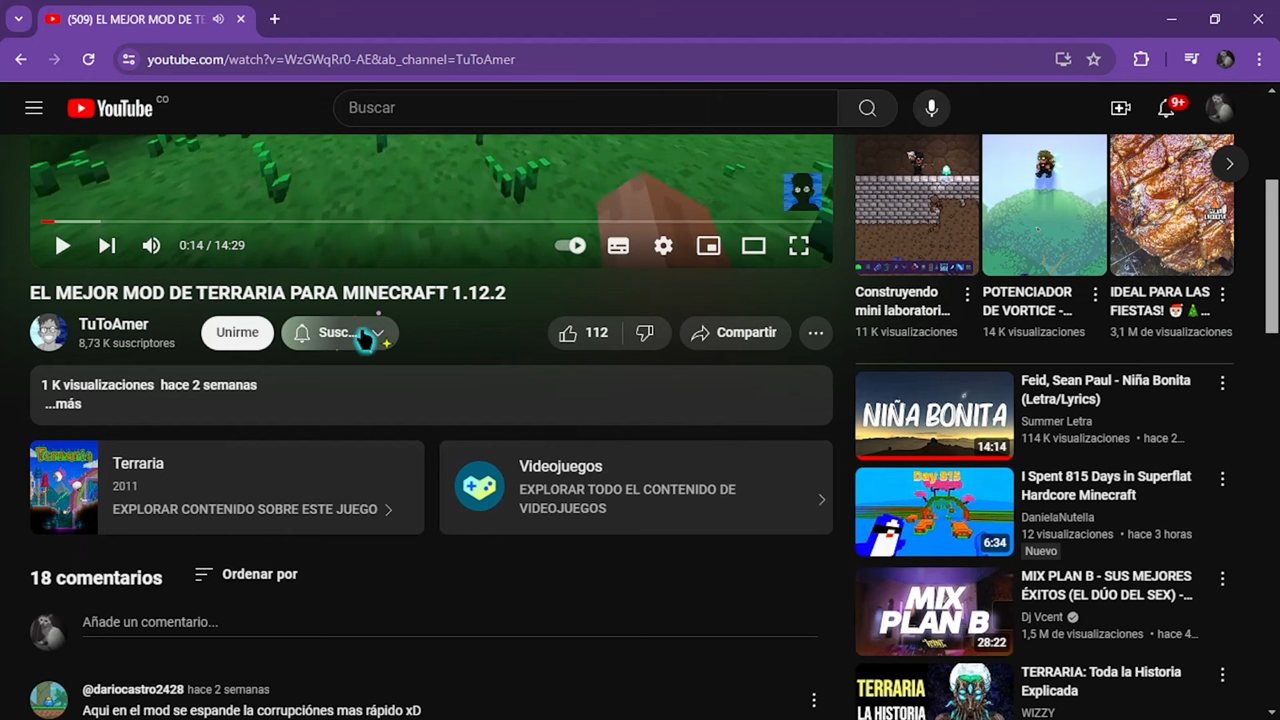 (509) EL MEJOR MOD DE TE
youtube.com/watch?v=WzGWqRr0-AE&ab_channel=TuToAmer
YouTube CO
Buscar
9+
0:14 / 14:29
EL MEJOR MOD DE TERRARIA PARA MINECRAFT 1.12.2
TuToAmer
8,73 K suscriptores
Unirme
Susc...
112
Compartir
1 K visualizaciones hace 2 semanas
...más
Terraria
2011
EXPLORAR CONTENIDO SOBRE ESTE JUEGO
Videojuegos
EXPLORAR TODO EL CONTENIDO DE
VIDEOJUEGOS
18 comentarios
Ordenar por
Añade un comentario...
@dariocastro2428 hace 2 semanas
Aqui en el mod se espande la corrupciónes mas rápido xD
Construyendo
mini laboratori...
11 K visualizaciones
POTENCIADOR
DE VORTICE -...
14 K visualizaciones
IDEAL PARA LAS
FIESTAS! 🎅🎄...
3,1 M de visualizaciones
NIÑA BONITA
14:14
Feid, Sean Paul - Niña Bonita
(Letra/Lyrics)
Summer Letra
114 K visualizaciones • hace 2...
Day 815
6:34
I Spent 815 Days in Superflat
Hardcore Minecraft
DanielaNutella
12 visualizaciones • hace 3 horas
Nuevo
MIX
PLAN B
28:22
MIX PLAN B - SUS MEJORES
ÉXITOS (EL DÚO DEL SEX) -...
Dj Vcent
1,5 M de visualizaciones • hace 4...
TERRARIA
LA HISTORIA
TERRARIA: Toda la Historia
Explicada
WIZZY